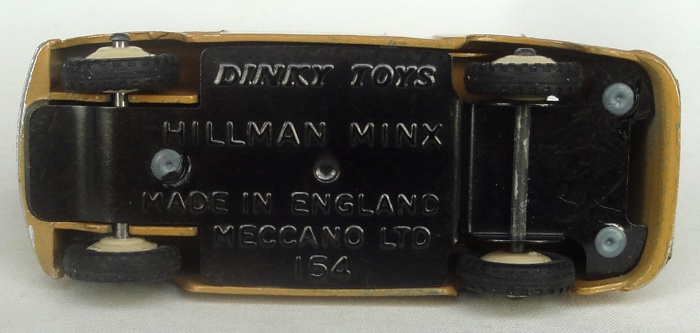 DINKY TOYS
HILLMAN MINX
MADE IN ENGLAND
MECCANO LTD
154